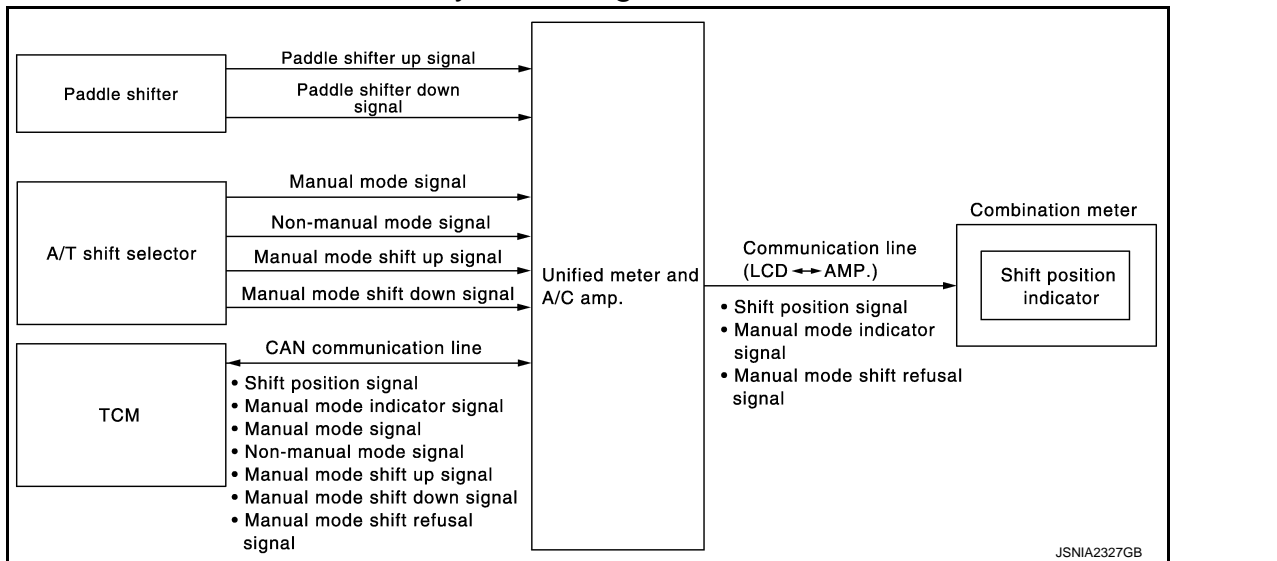 Paddle shifter
Paddle shifter up signal
Paddle shifter down
signal
A/T shift selector
Manual mode signal
Non-manual mode signal
Manual mode shift up signal
Manual mode shift down signal
TCM
CAN communication line
• Shift position signal
• Manual mode indicator signal
• Manual mode signal
• Non-manual mode signal
• Manual mode shift up signal
• Manual mode shift down signal
• Manual mode shift refusal
signal
Unified meter and
A/C amp.
Communication line
(LCD ↔ AMP.)
• Shift position signal
• Manual mode indicator
signal
• Manual mode shift refusal
signal
Combination meter
Shift position
indicator
JSNIA2327GB